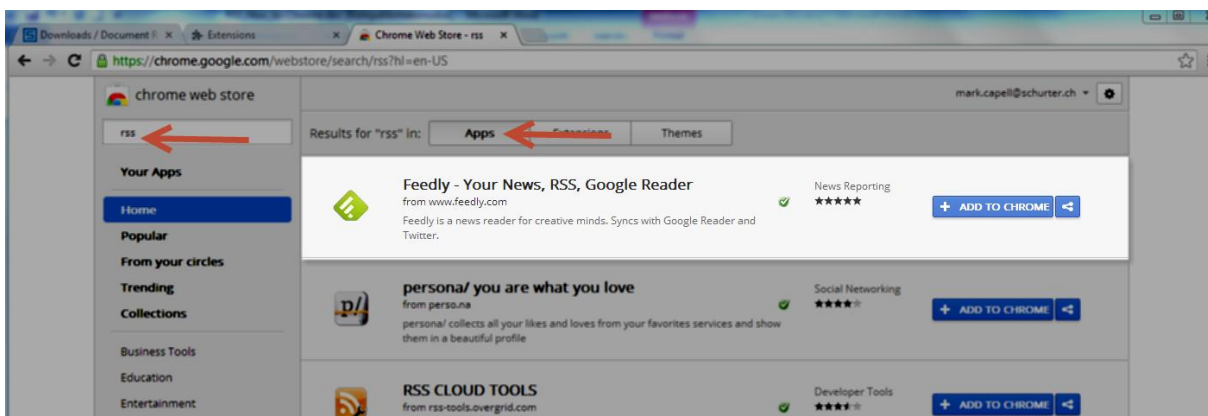 Downloads / Document R
Extensions
Chrome Web Store - rss
https://chrome.google.com/webstore/search/rss?hl=en-US
chrome web store
mark.capell@schurter.ch
rss
Results for "rss" in:
Apps
Extensions
Themes
Your Apps
Home
Popular
From your circles
Trending
Collections
Business Tools
Education
Entertainment
Feedly - Your News, RSS, Google Reader
from www.feedly.com
Feedly is a news reader for creative minds. Syncs with Google Reader and
Twitter.
News Reporting
+ ADD TO CHROME
persona/ you are what you love
from perso.na
persona/ collects all your likes and loves from your favorites services and show
them in a beautiful profile
Social Networking
+ ADD TO CHROME
p/
RSS CLOUD TOOLS
from rss-tools.overgrid.com
Developer Tools
+ ADD TO CHROME